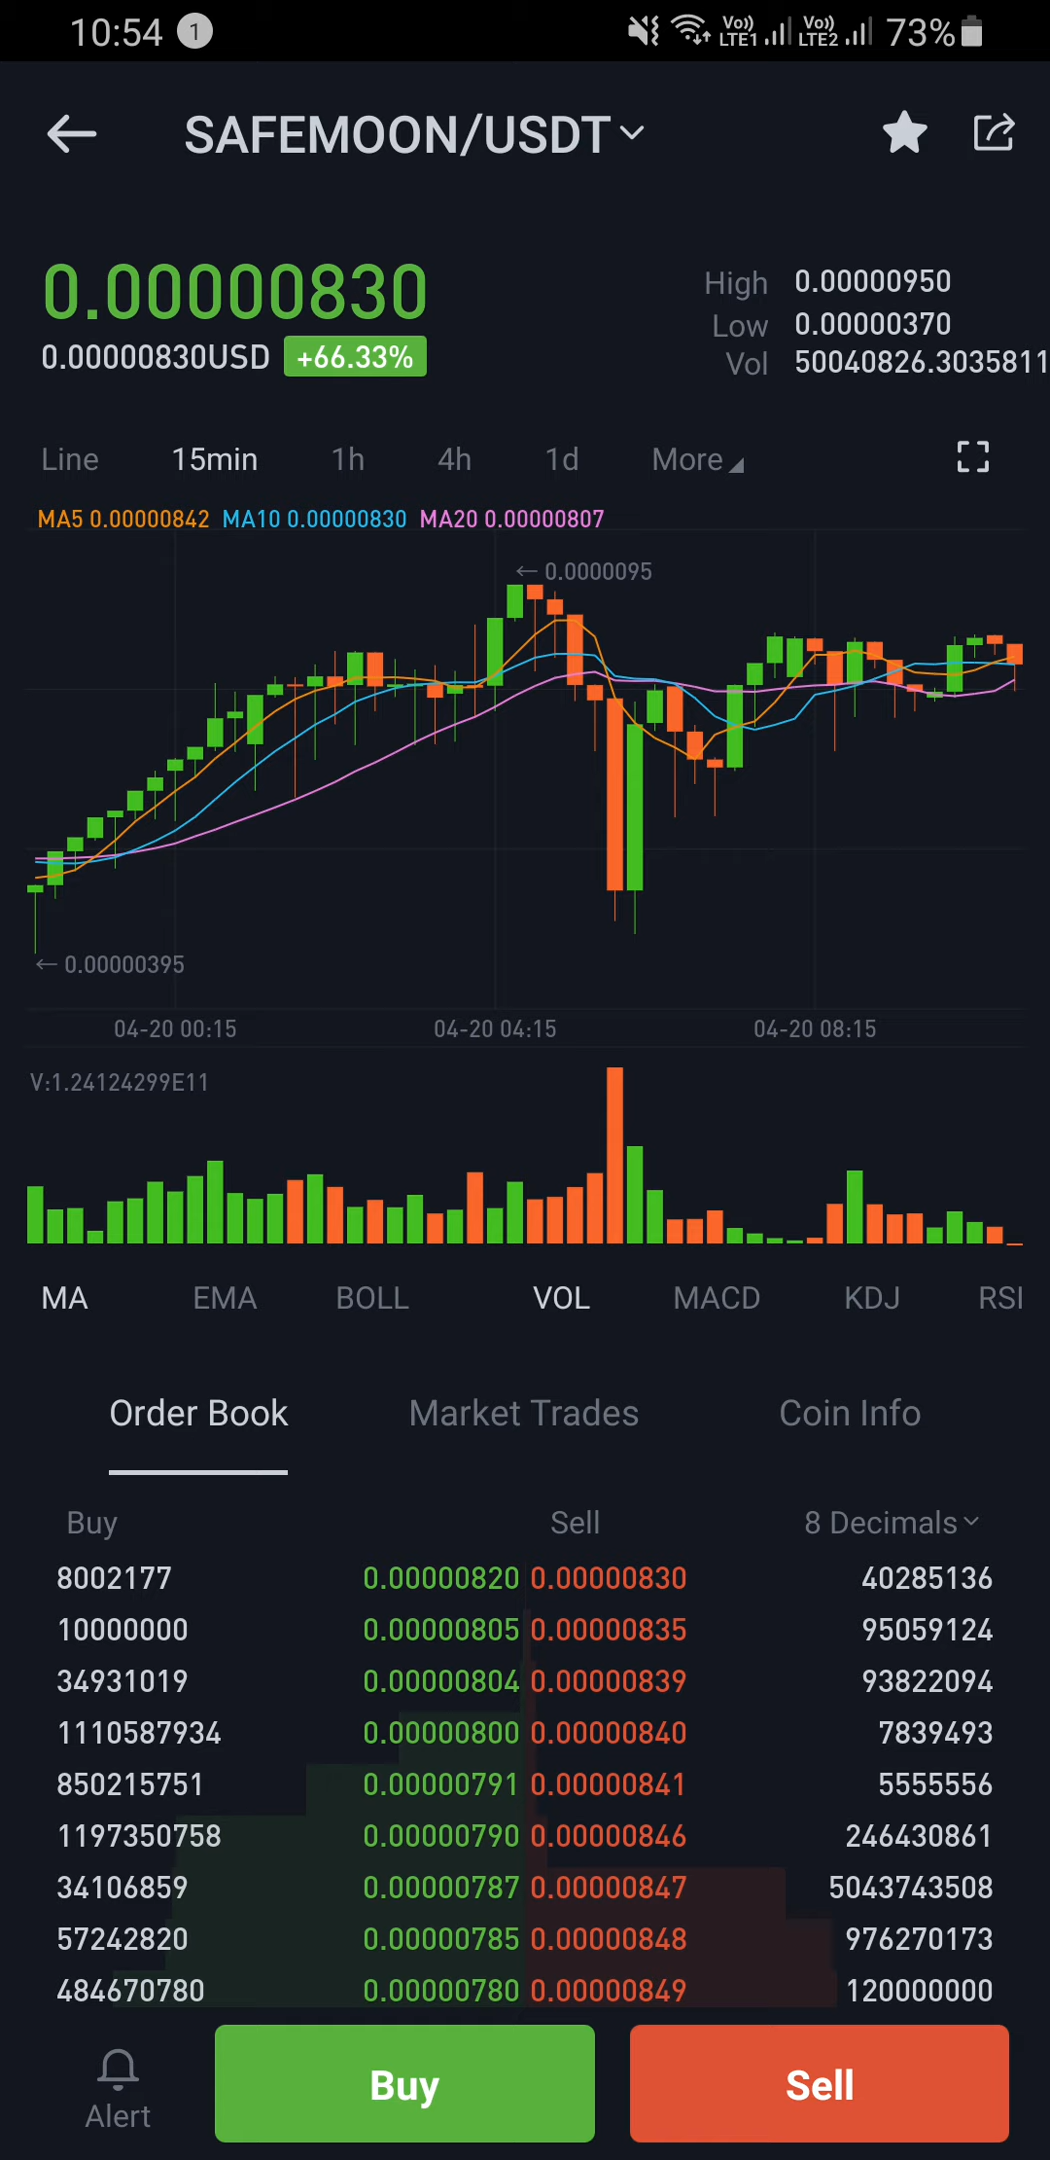 10:54 1 Vo)) LTE1 Vo)) LTE2 73%
SAFEMOON/USDT
0.00000830
0.00000830USD +66.33%
High 0.00000950
Low 0.00000370
Vol 50040826.3035811
Line 15min 1h 4h 1d More
MA5 0.00000842 MA10 0.00000830 MA20 0.00000807
← 0.0000095
← 0.00000395
04-20 00:15 04-20 04:15 04-20 08:15
V:1.24124299E11
MA EMA BOLL VOL MACD KDJ RSI
Order Book Market Trades Coin Info
Buy Sell 8 Decimals
8002177 0.00000820 0.00000830 40285136
10000000 0.00000805 0.00000835 95059124
34931019 0.00000804 0.00000839 93822094
1110587934 0.00000800 0.00000840 7839493
850215751 0.00000791 0.00000841 5555556
1197350758 0.00000790 0.00000846 246430861
34106859 0.00000787 0.00000847 5043743508
57242820 0.00000785 0.00000848 976270173
484670780 0.00000780 0.00000849 120000000
Alert Buy Sell